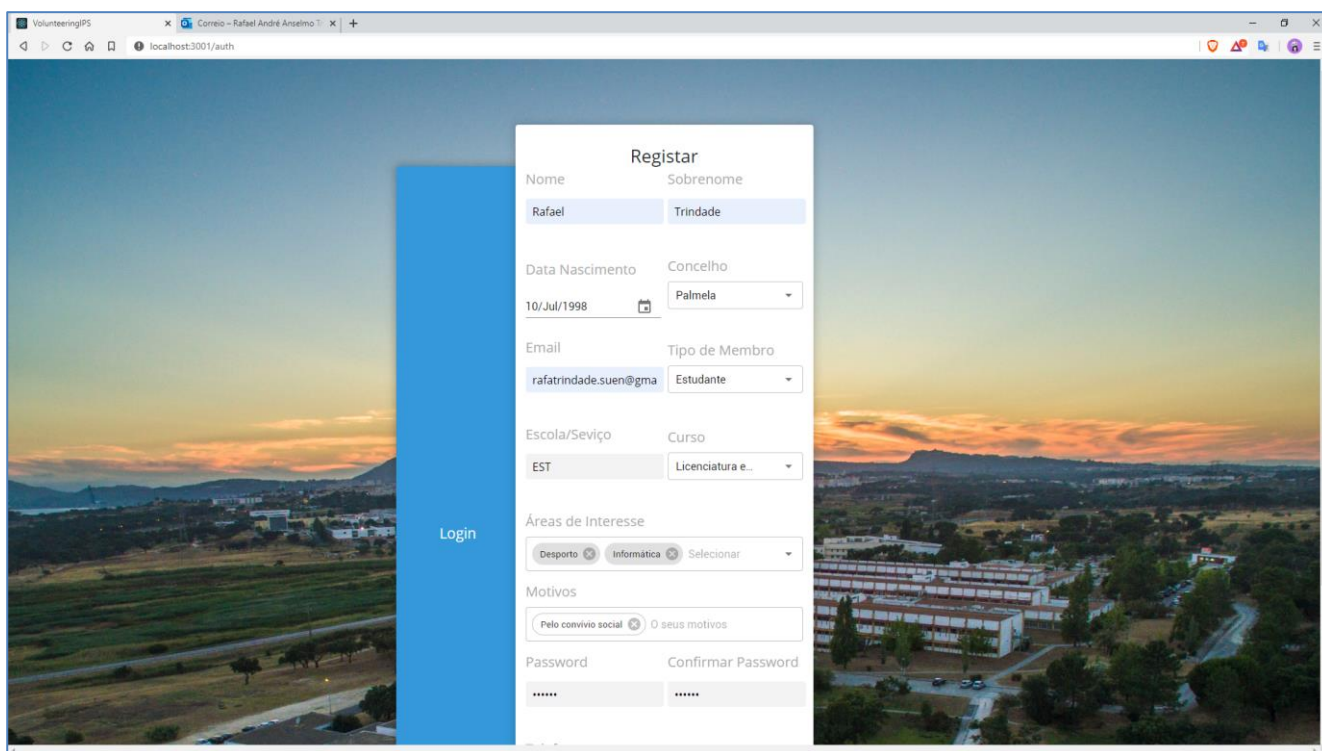 VolunteeringIPS
Correio – Rafael André Anselmo
localhost:3001/auth
Registar
Nome Sobrenome
Rafael Trindade
Data Nascimento Concelho
10/Jul/1998 Palmela
Email Tipo de Membro
rafatrindade.suen@gma Estudante
Escola/Seviço Curso
EST Licenciatura e...
Login
Áreas de Interesse
Desporto Informática Selecionar
Motivos
Pelo convivio social O seus motivos
Password Confirmar Password
•••••• ••••••